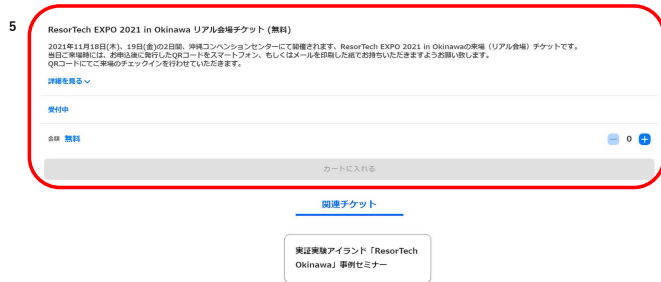 5
ResorTech EXPO 2021 in Okinawa リアル会場チケット (無料)
2021年11月18日(木)、19日(金)の2日間、沖縄コンベンションセンターにて開催されます、ResorTech EXPO 2021 in Okinawaの来場（リアル会場）チケットです。
当日ご来場時には、お申込後に発行したQRコードをスマートフォン、もしくはメールを印刷した紙でお持ちいただきますようお願い致します。
QRコードにてご来場のチェックインを行わせていただきます。
詳細を見る
受付中
金額 無料 0
カートに入れる
関連チケット
実証実験アイランド「ResorTech
Okinawa」事例セミナー